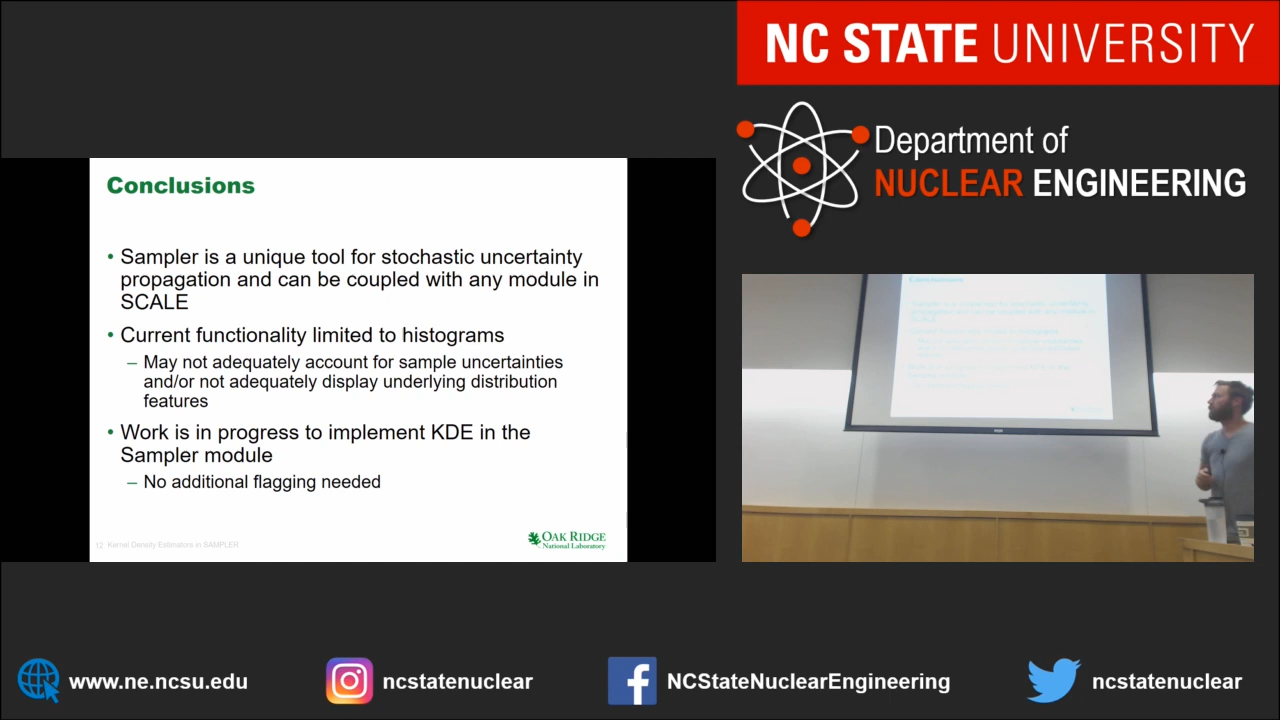 NC STATE UNIVERSITY
Department of
NUCLEAR ENGINEERING
Conclusions
• Sampler is a unique tool for stochastic uncertainty
propagation and can be coupled with any module in
SCALE
• Current functionality limited to histograms
– May not adequately account for sample uncertainties
and/or not adequately display underlying distribution
features
• Work is in progress to implement KDE in the
Sampler module
– No additional flagging needed
12 Kernel Density Estimators in SAMPLER
OAK RIDGE
National Laboratory
Conclusions
www.ne.ncsu.edu
ncstatenuclear
NCStateNuclearEngineering
ncstatenuclear